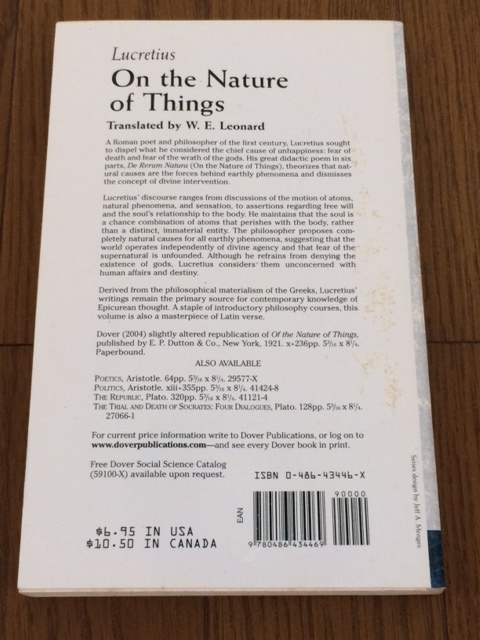 Lucretius
On the Nature
of Things
Translated by W. E. Leonard
A Roman poet and philosopher of the first century, Lucretius sought
to dispel what he considered the chief cause of unhappiness: fear of
death and fear of the wrath of the gods. His great didactic poem in six
parts, De Rerum Natura (On the Nature of Things), theorizes that nat-
ural causes are the forces behind earthly phenomena and dismisses
the concept of divine intervention.
Lucretius' discourse ranges from discussions of the motion of atoms,
natural phenomena, and sensation, to assertions regarding free will
and the soul's relationship to the body. He maintains that the soul is
a chance combination of atoms that perishes with the body, rather
than a distinct, immaterial entity. The philosopher proposes com-
pletely natural causes for all earthly phenomena, suggesting that the
world operates independently of divine agency and that fear of the
supernatural is unfounded. Although he refrains from denying the
existence of gods, Lucretius considers them unconcerned with
human affairs and destiny.
Derived from the philosophical materialism of the Greeks, Lucretius'
writings remain the primary source for contemporary knowledge of
Epicurean thought. A staple of introductory philosophy courses, this
volume is also a masterpiece of Latin verse.
Dover (2004) slightly altered republication of Of the Nature of Things,
published by E. P. Dutton & Co., New York, 1921. x+236pp. 5³⁄₁₆ x 8¼.
Paperbound.
ALSO AVAILABLE
POETICS, Aristotle. 64pp. 5³⁄₁₆ x 8¼. 29577-X
POLITICS, Aristotle. xiii+355pp. 5³⁄₁₆ x 8¼. 41424-8
THE REPUBLIC, Plato. 320pp. 5³⁄₁₆ x 8¼. 41121-4
THE TRIAL AND DEATH OF SOCRATES: FOUR DIALOGUES, Plato. 128pp. 5³⁄₁₆ x 8¼.
27066-1
For current price information write to Dover Publications, or log on to
www.doverpublications.com—and see every Dover book in print.
Free Dover Social Science Catalog
(59100-X) available upon request.
ISBN 0-486-43446-X
90000
EAN
9 780486 434469
$6.95 IN USA
$10.50 IN CANADA
Series design by Jeff A. Menges